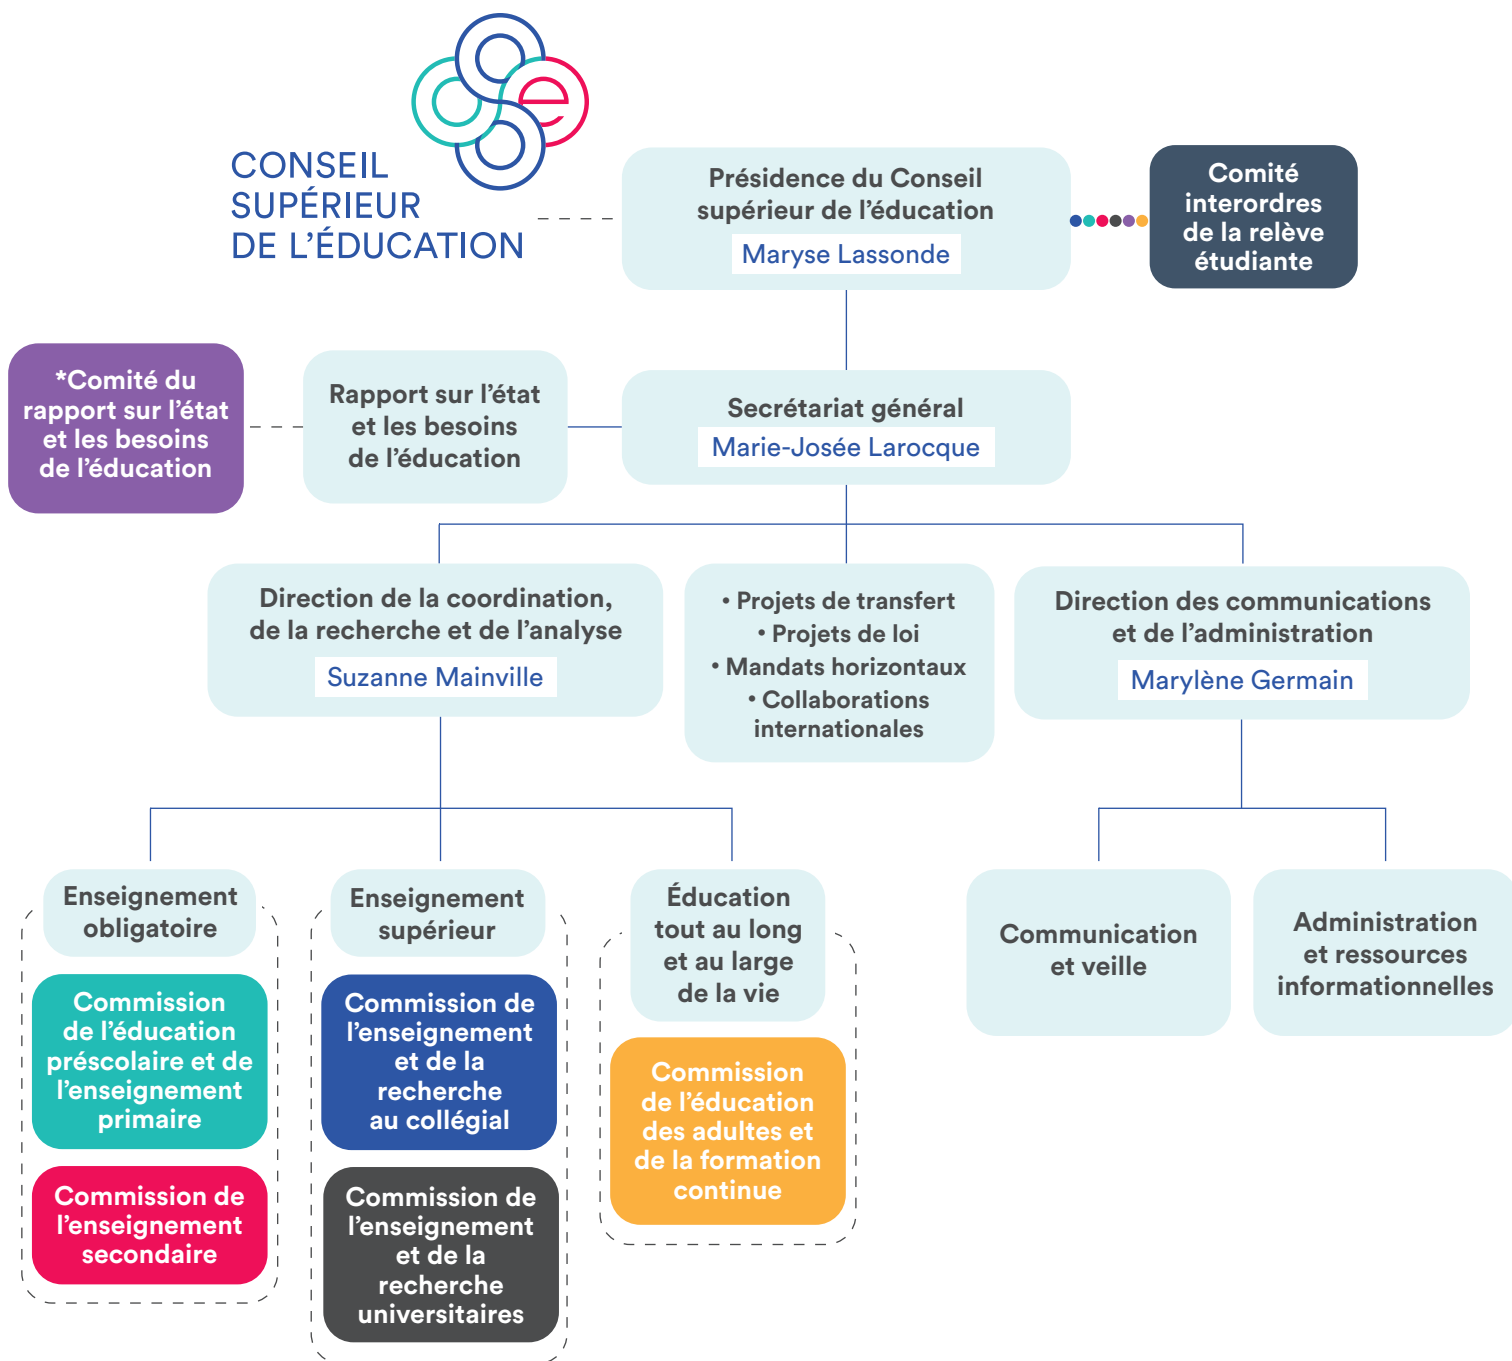 CONSEIL
SUPÉRIEUR
DE L'ÉDUCATION
Présidence du Conseil
supérieur de l'éducation
Maryse Lassonde
Comité
interordres
de la relève
étudiante
*Comité du
rapport sur l'état
et les besoins
de l'éducation
Rapport sur l'état
et les besoins
de l'éducation
Secrétariat général
Marie-Josée Larocque
Direction de la coordination,
de la recherche et de l'analyse
Suzanne Mainville
• Projets de transfert
• Projets de loi
• Mandats horizontaux
• Collaborations
internationales
Direction des communications
et de l'administration
Marylène Germain
Enseignement
obligatoire
Commission
de l'éducation
préscolaire et de
l'enseignement
primaire
Commission de
l'enseignement
secondaire
Enseignement
supérieur
Commission de
l'enseignement
et de la
recherche
au collégial
Commission de
l'enseignement
et de la
recherche
universitaires
Éducation
tout au long
et au large
de la vie
Commission
de l'éducation
des adultes et
de la formation
continue
Communication
et veille
Administration
et ressources
informationnelles